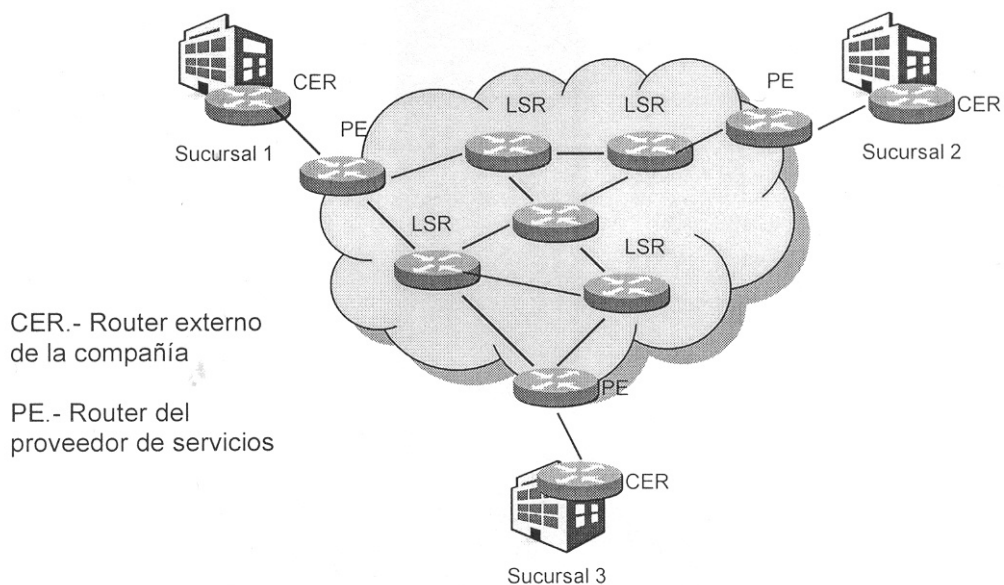 CER
LSR
LSR
PE
CER
PE
Sucursal 1
Sucursal 2
LSR
LSR
CER.- Router externo
de la compañía
PE
PE.- Router del
proveedor de servicios
CER
Sucursal 3